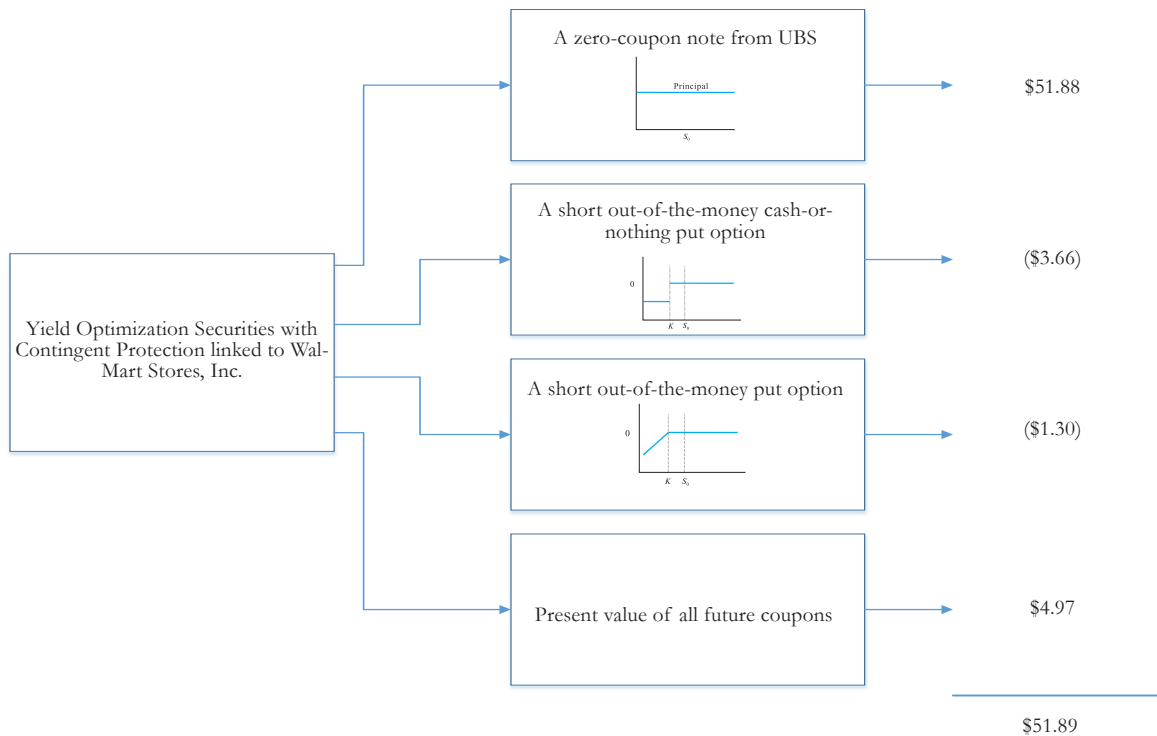 A zero-coupon note from UBS
Principal
S₀
$51.88
A short out-of-the-money cash-or-
nothing put option
0
K S₀
($3.66)
Yield Optimization Securities with
Contingent Protection linked to Wal-
Mart Stores, Inc.
A short out-of-the-money put option
0
K S₀
($1.30)
Present value of all future coupons
$4.97
$51.89